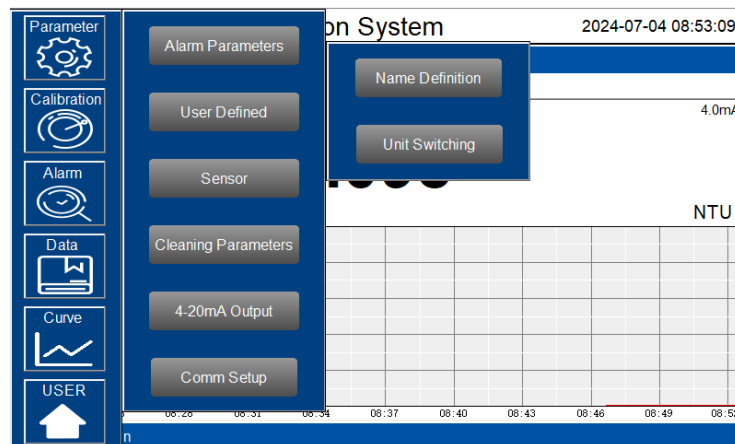 Parameter
Calibration
Alarm
Data
Curve
USER
Alarm Parameters
User Defined
Sensor
Cleaning Parameters
4-20mA Output
Comm Setup
Name Definition
Unit Switching
on System
2024-07-04 08:53:09
4.0mA
NTU
08:28 08:31 08:34 08:37 08:40 08:43 08:46 08:49 08:52
n